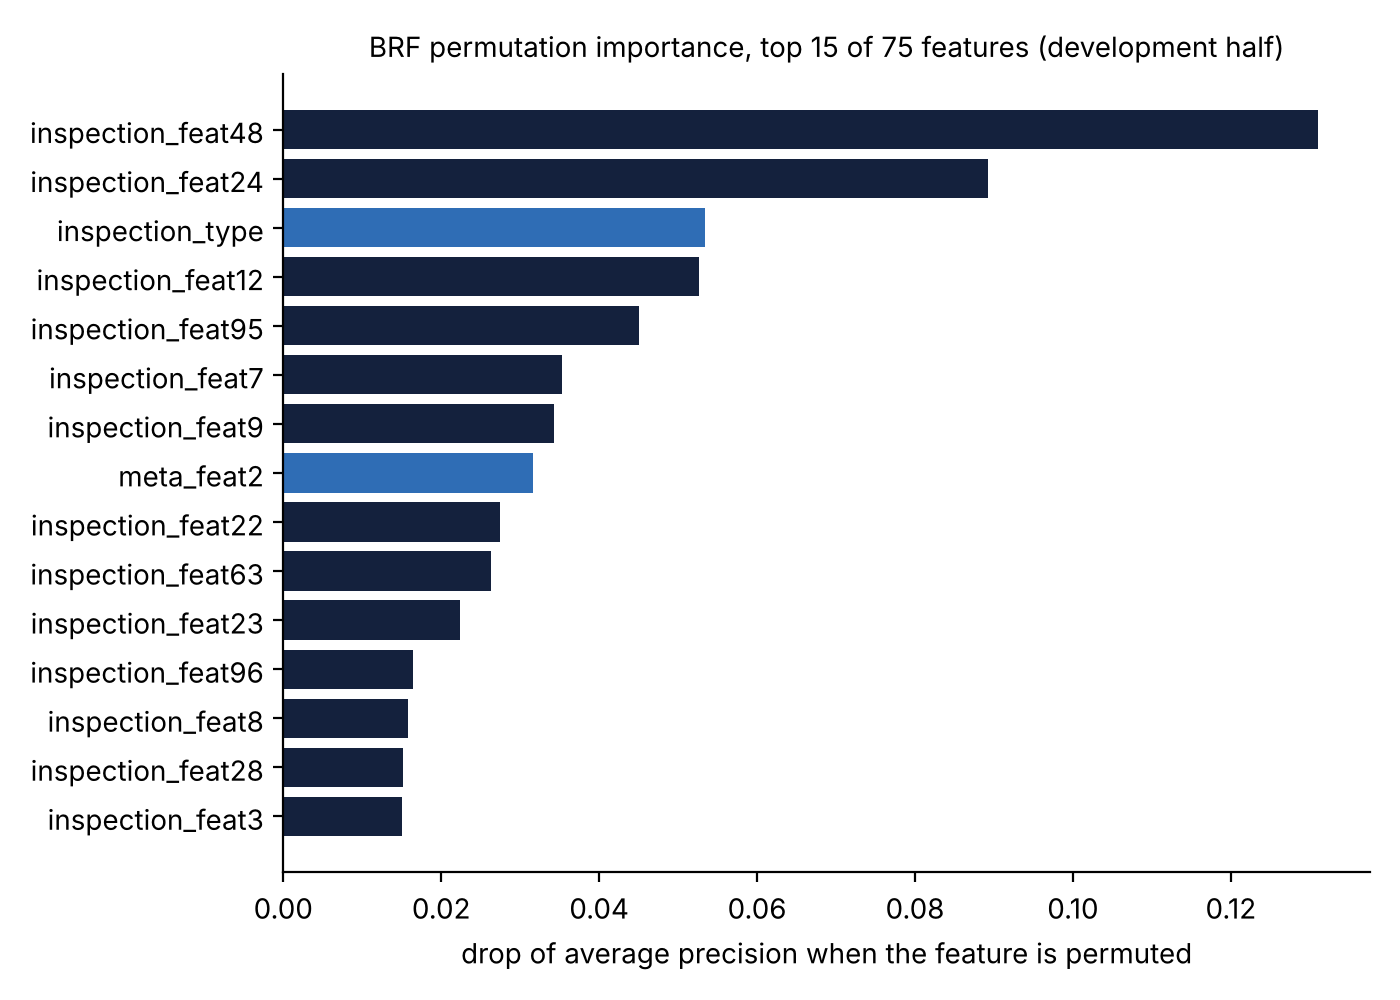 BRF permutation importance, top 15 of 75 features (development half)
inspection_feat48
inspection_feat24
inspection_type
inspection_feat12
inspection_feat95
inspection_feat7
inspection_feat9
meta_feat2
inspection_feat22
inspection_feat63
inspection_feat23
inspection_feat96
inspection_feat8
inspection_feat28
inspection_feat3
0.00 0.02 0.04 0.06 0.08 0.10 0.12
drop of average precision when the feature is permuted